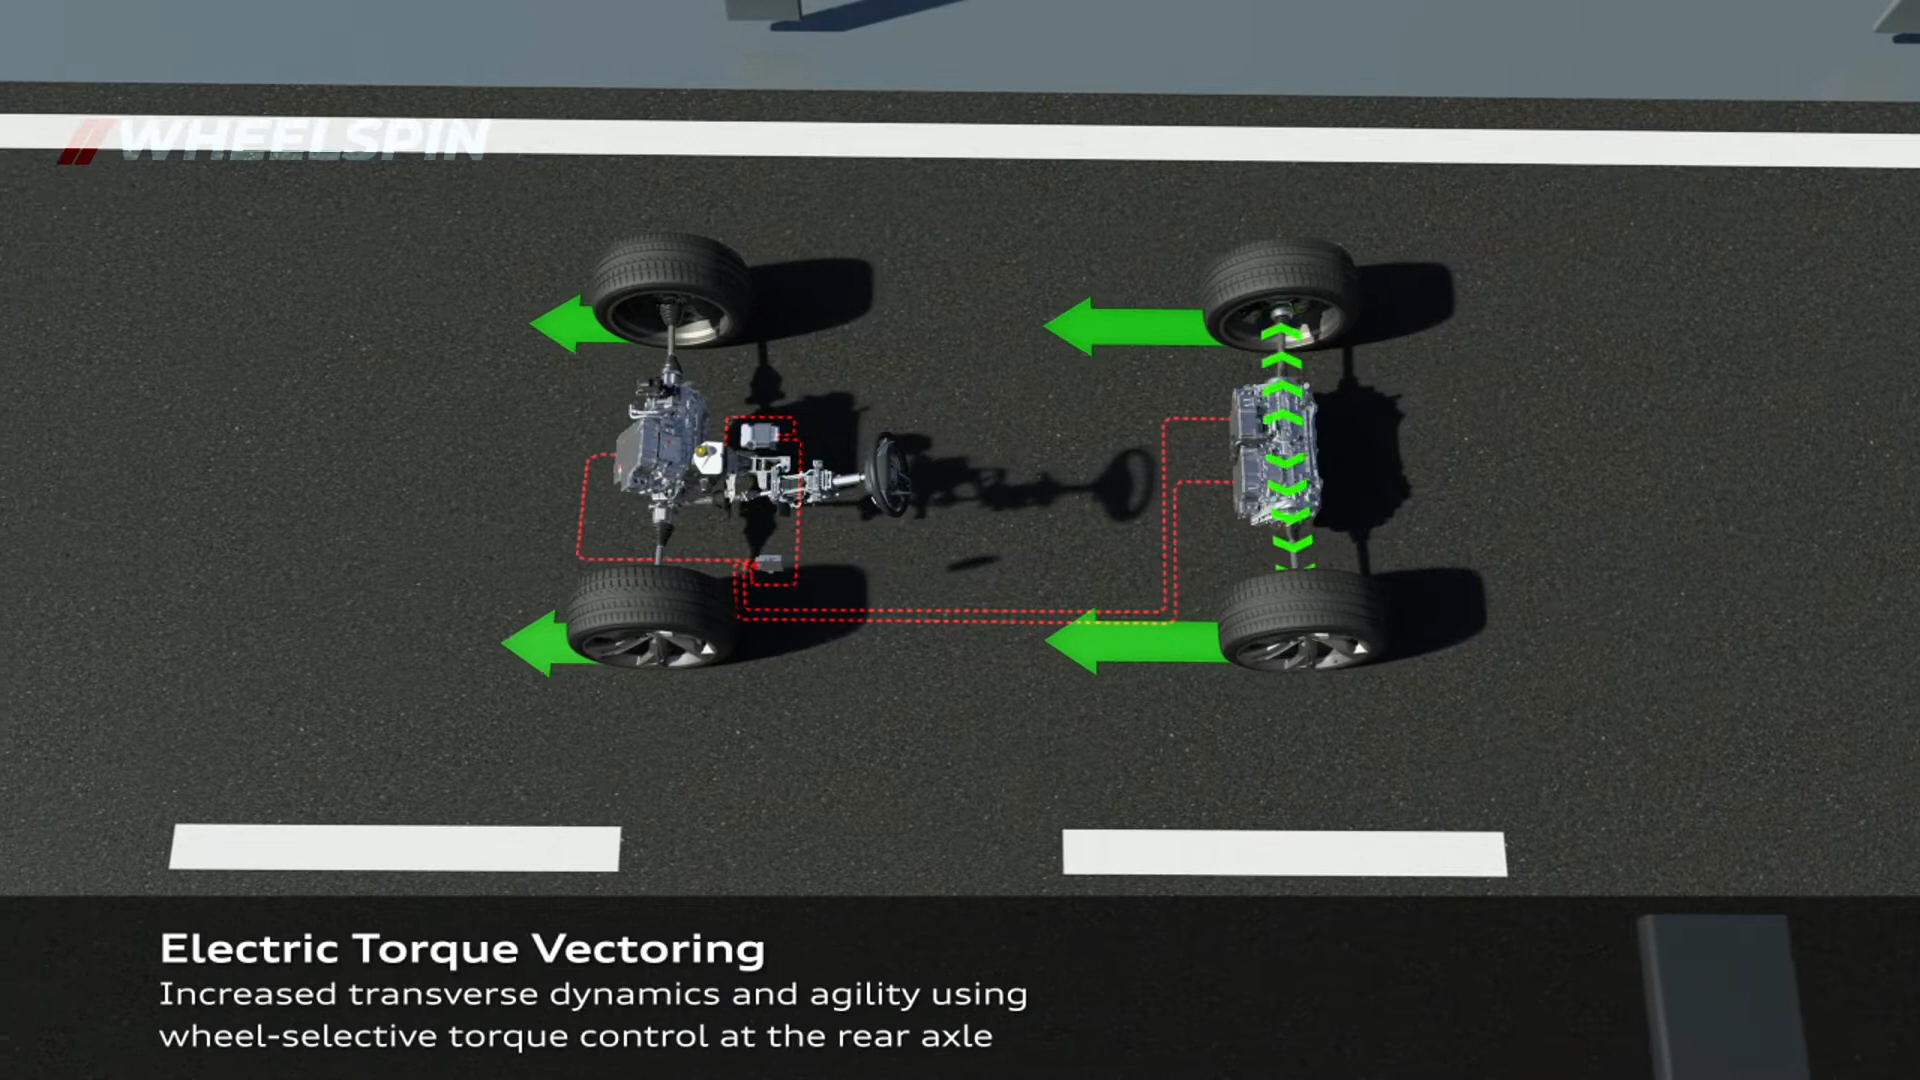 WHEELSPIN
Electric Torque Vectoring
Increased transverse dynamics and agility using
wheel-selective torque control at the rear axle